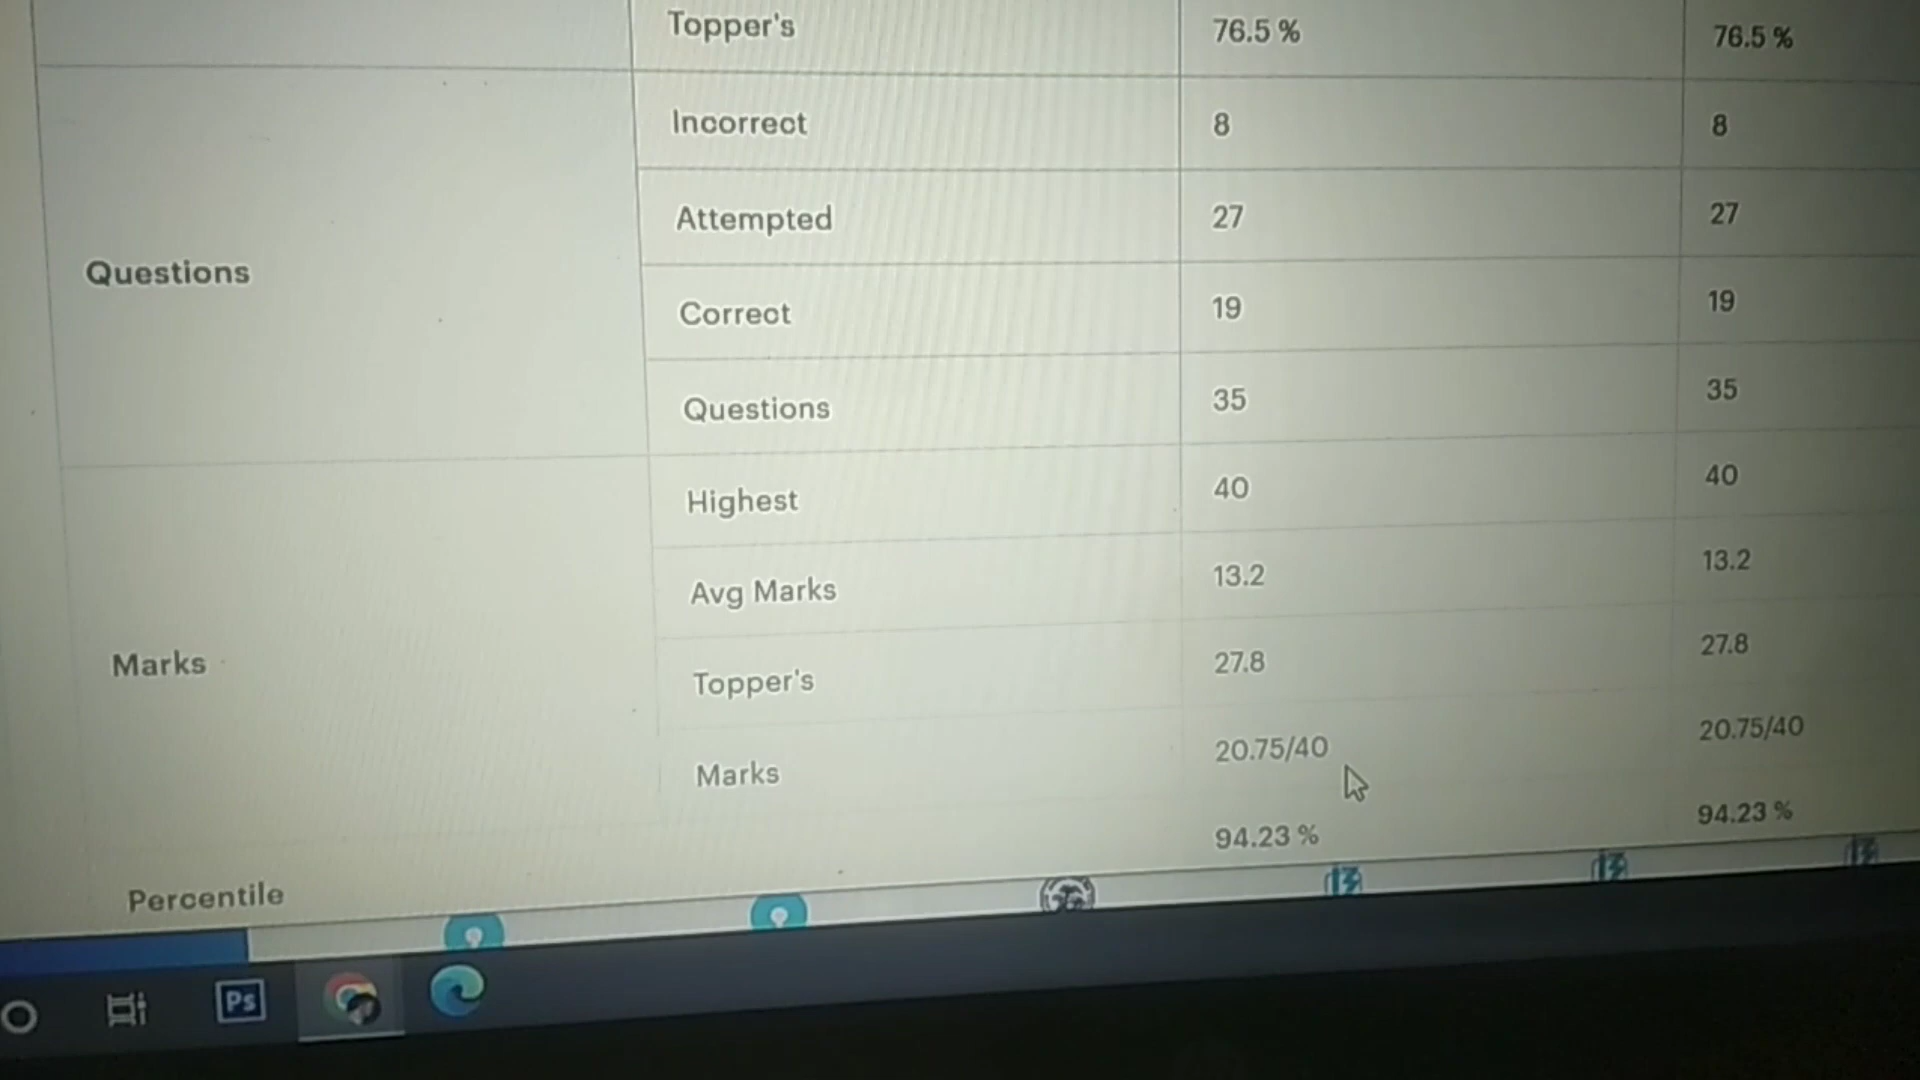 Topper's 76.5 % 76.5 %
Incorrect 8 8
Attempted 27 27
Questions
Correct 19 19
Questions 35 35
Highest 40 40
Avg Marks 13.2 13.2
Marks
Topper's 27.8 27.8
Marks 20.75/40 20.75/40
Percentile 94.23 % 94.23 %
Ps